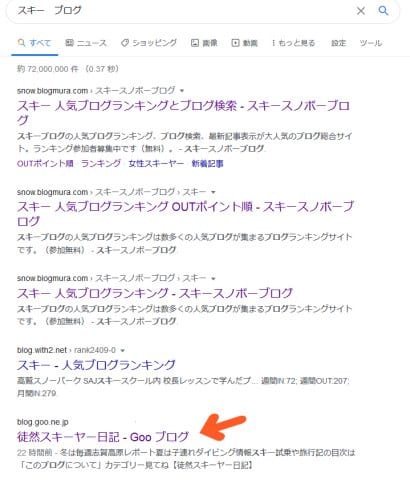 スキー　ブログ
すべて ニュース ショッピング 画像 動画 もっと見る 設定 ツール
約 72,000,000 件 （0.37 秒）
snow.blogmura.com › スキースノボーブログ
スキー 人気ブログランキングとブログ検索 - スキースノボーブロ
グ
スキーブログの人気ブログランキング、ブログ検索、最新記事表示が大人気のブログ総合サイ
ト。ランキング参加者募集中です（無料）。 - スキースノボーブログ.
OUTポイント順 ランキング 女性スキーヤー 新着記事
snow.blogmura.com › スキースノボーブログ › スキー
スキー 人気ブログランキング OUTポイント順 - スキースノボーブ
ログ
スキーブログの人気ブログランキングは数多くの人気ブログが集まるブログランキングサイト
です。（参加無料） - スキースノボーブログ.
snow.blogmura.com › スキースノボーブログ › スキー
スキー 人気ブログランキング - スキースノボーブログ
スキーブログの人気ブログランキングは数多くの人気ブログが集まるブログランキングサイト
です。（参加無料） - スキースノボーブログ.
blog.with2.net › rank2409-0
スキー - 人気ブログランキング
高鷲スノーパーク SAJスキースクール内 校長レッスンで学んだプ... 週間IN:72; 週間OUT:207;
月間IN:279.
blog.goo.ne.jp
徒然スキーヤー日記 - Goo ブログ
22 時間前 - 冬は毎週志賀高原レポート夏は子連れダイビング情報スキー試乗や旅行記の目次は
「このブログについて」カテゴリー見てね【徒然スキーヤー日記】